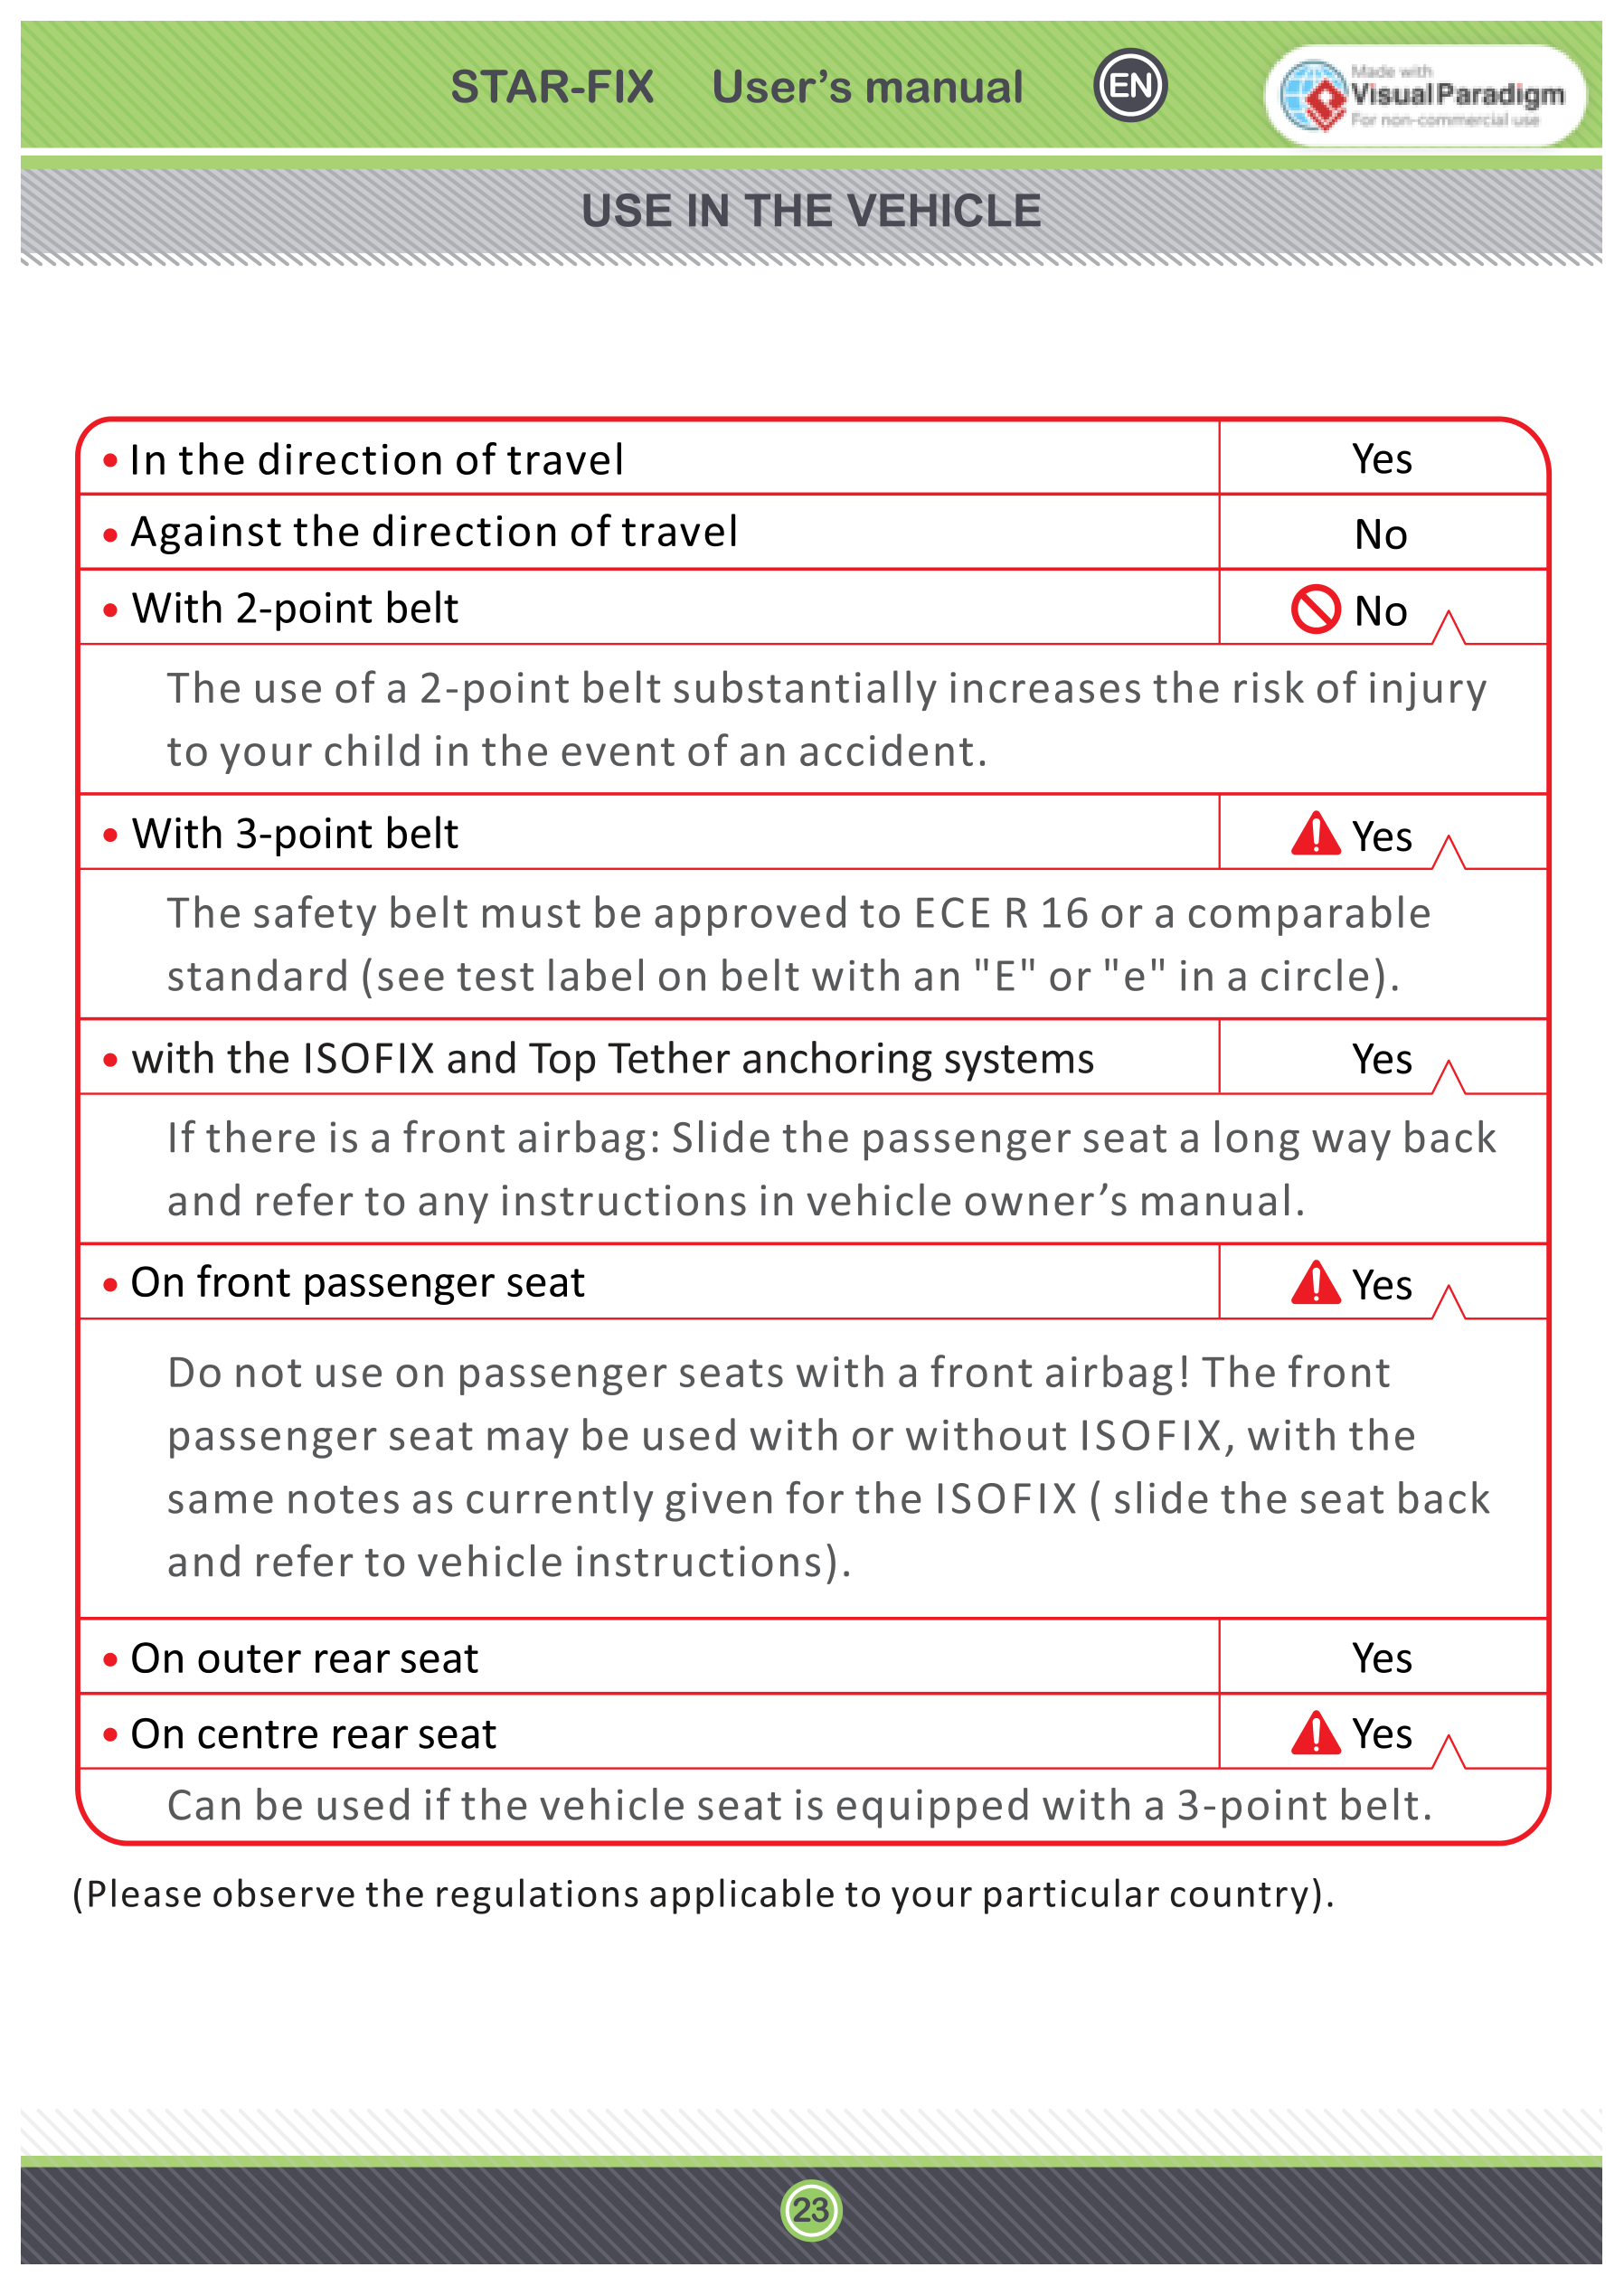 STAR-FIX User’s manual EN
Made with
Visual Paradigm
For non-commercial use
USE IN THE VEHICLE
• In the direction of travel Yes
• Against the direction of travel No
• With 2-point belt No
The use of a 2-point belt substantially increases the risk of injury
to your child in the event of an accident.
• With 3-point belt Yes
The safety belt must be approved to ECE R 16 or a comparable
standard (see test label on belt with an "E" or "e" in a circle).
• with the ISOFIX and Top Tether anchoring systems Yes
If there is a front airbag: Slide the passenger seat a long way back
and refer to any instructions in vehicle owner’s manual.
• On front passenger seat Yes
Do not use on passenger seats with a front airbag! The front
passenger seat may be used with or without ISOFIX, with the
same notes as currently given for the ISOFIX ( slide the seat back
and refer to vehicle instructions).
• On outer rear seat Yes
• On centre rear seat Yes
Can be used if the vehicle seat is equipped with a 3-point belt.
(Please observe the regulations applicable to your particular country).
23